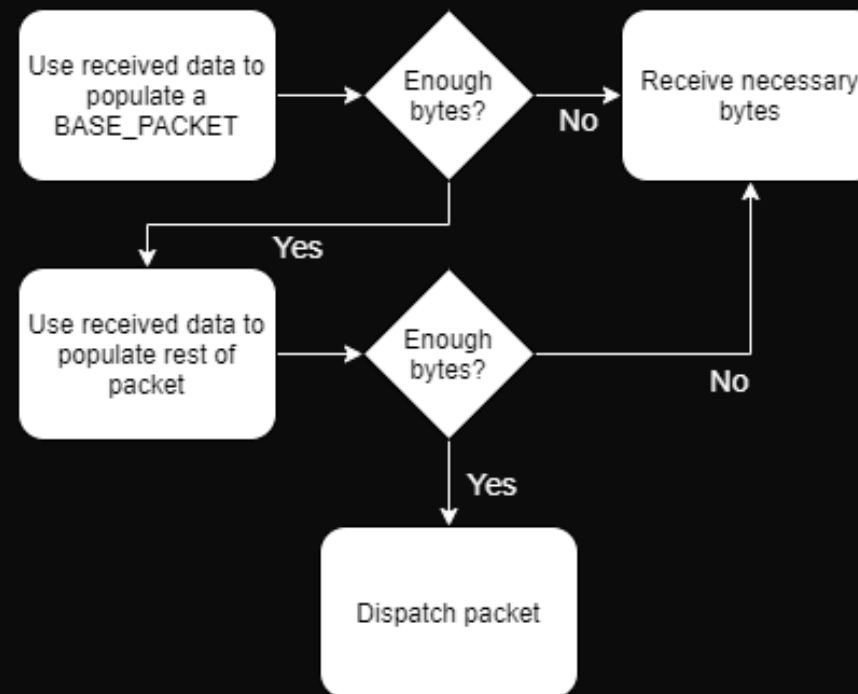 Use received data to
populate a
BASE_PACKET
Enough
bytes?
No
Receive necessary
bytes
Yes
Use received data to
populate rest of
packet
Enough
bytes?
No
Yes
Dispatch packet